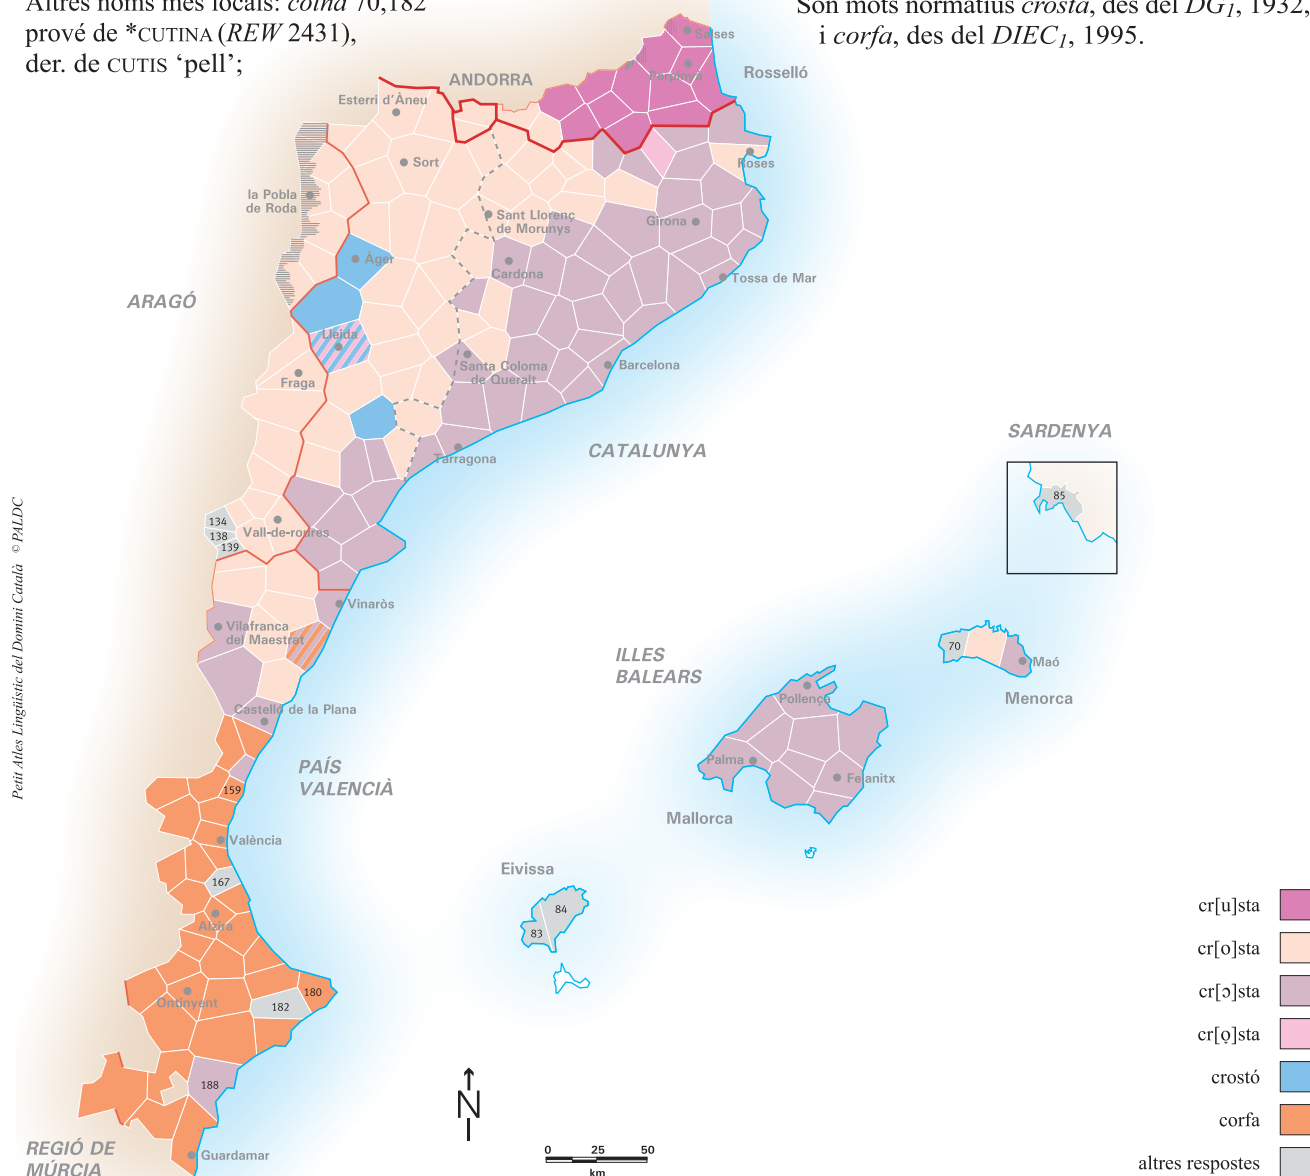 Altres noms més locals: colna 70,182
prové de *CUTINA (REW 2431),
der. de CUTIS ‘pell’;
Són mots normatius crosta, des del DG1, 1932,
i corfa, des del DIEC1, 1995.
Salses
Perpinyà
Rosselló
ANDORRA
Esterri d'Àneu
Sort
Roses
la Pobla
de Roda
Sant Llorenç
de Morunys
Girona
Àger
Cardona
Tossa de Mar
ARAGÓ
Lleida
Santa Coloma
de Queralt
Barcelona
Fraga
CATALUNYA
Tarragona
SARDENYA
85
134
138
139
Vall-de-roures
Petit Atles Lingüístic del Domini Català © PALDC
Vinaròs
Vilafranca
del Maestrat
ILLES
BALEARS
70
Maó
Menorca
Pollença
Castelló de la Plana
Palma
Felanitx
Mallorca
PAÍS
VALENCIÀ
159
València
Eivissa
167
84
83
Alzira
cr[u]sta
cr[o]sta
Ontinyent
180
182
cr[ɔ]sta
cr[o̞]sta
188
crostó
N
corfa
REGIÓ DE
MÚRCIA
Guardamar
0 25 50
km
altres respostes